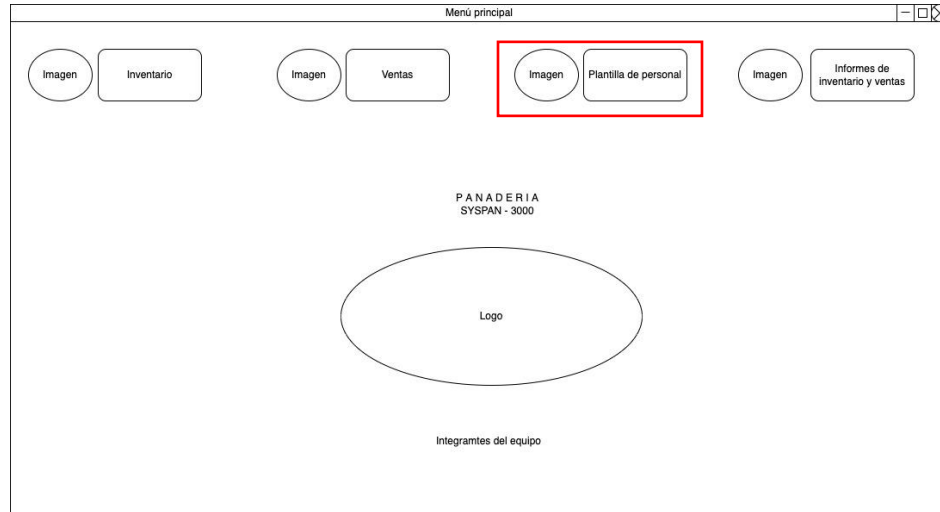 Menú principal
Imagen
Inventario
Imagen
Ventas
Imagen
Plantilla de personal
Imagen
Informes de
inventario y ventas
P A N A D E R I A
SYSPAN - 3000
Logo
Integramtes del equipo